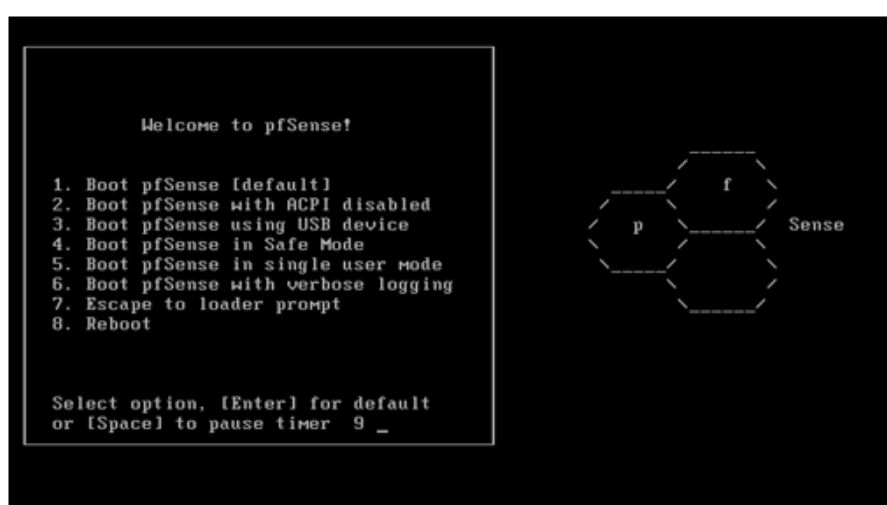 Welcome to pfSense!
1. Boot pfSense [default]
2. Boot pfSense with ACPI disabled
3. Boot pfSense using USB device
4. Boot pfSense in Safe Mode
5. Boot pfSense in single user mode
6. Boot pfSense with verbose logging
7. Escape to loader prompt
8. Reboot
Select option, [Enter] for default
or [Space] to pause timer  9 _
f
p
Sense